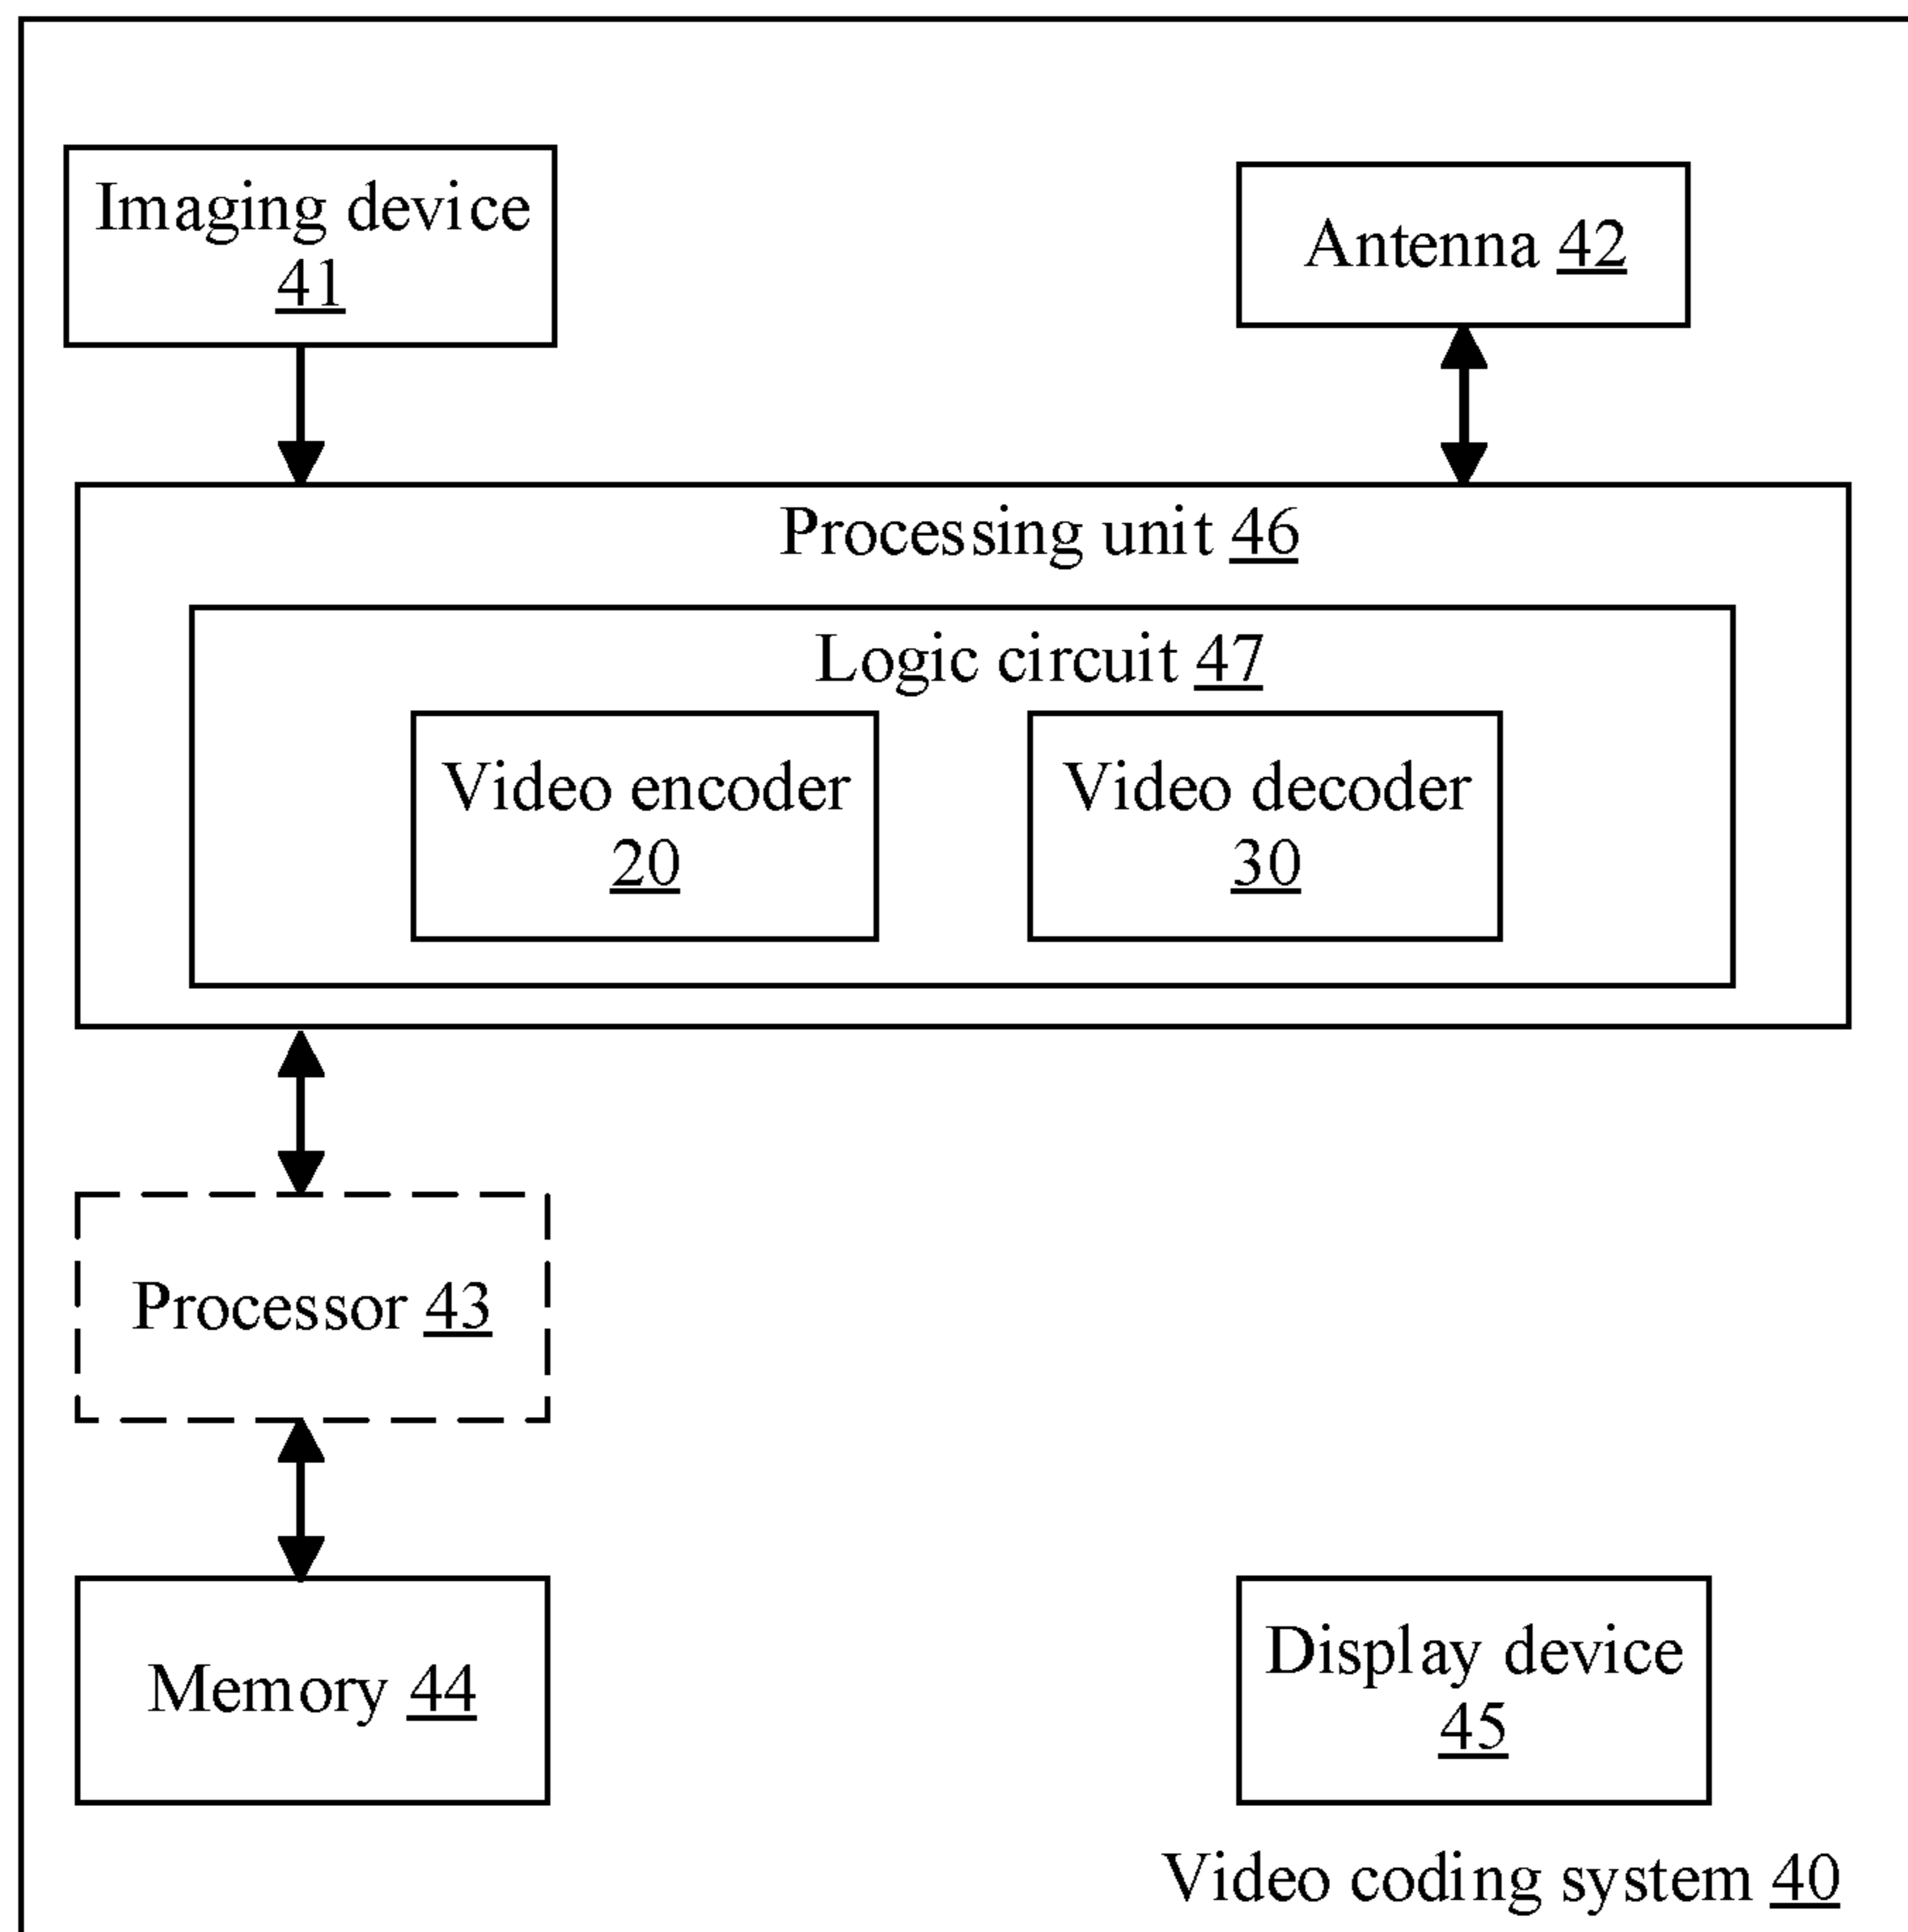 Imaging device
41
Antenna 42
Processing unit 46
Logic circuit 47
Video encoder
20
Video decoder
30
Processor 43
Memory 44
Display device
45
Video coding system 40